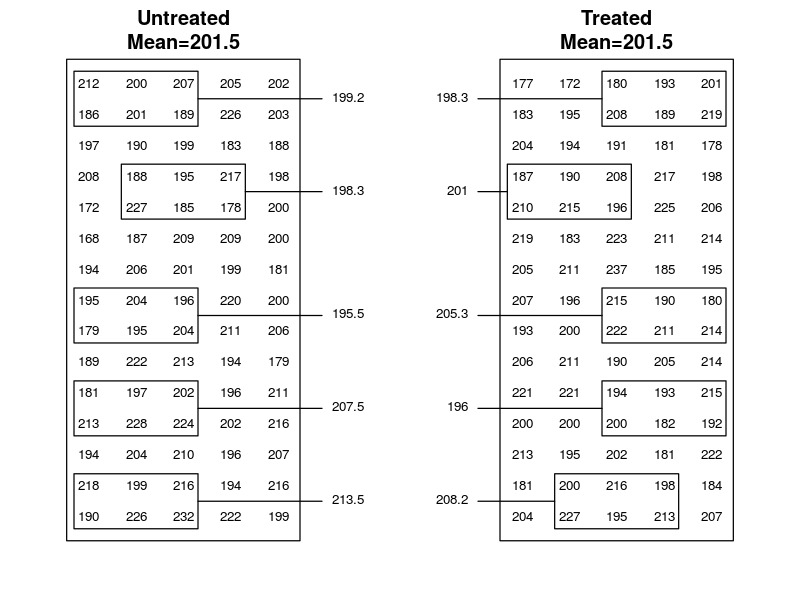 Untreated
Mean=201.5
212 200 207 205 202
186 201 189 226 203
199.2
197 190 199 183 188
208 188 195 217 198
172 227 185 178 200
198.3
168 187 209 209 200
194 206 201 199 181
195 204 196 220 200
179 195 204 211 206
195.5
189 222 213 194 179
181 197 202 196 211
213 228 224 202 216
207.5
194 204 210 196 207
218 199 216 194 216
190 226 232 222 199
213.5
Treated
Mean=201.5
177 172 180 193 201
183 195 208 189 219
198.3
204 194 191 181 178
187 190 208 217 198
210 215 196 225 206
201
219 183 223 211 214
205 211 237 185 195
207 196 215 190 180
193 200 222 211 214
205.3
206 211 190 205 214
221 221 194 193 215
200 200 200 182 192
196
213 195 202 181 222
181 200 216 198 184
204 227 195 213 207
208.2